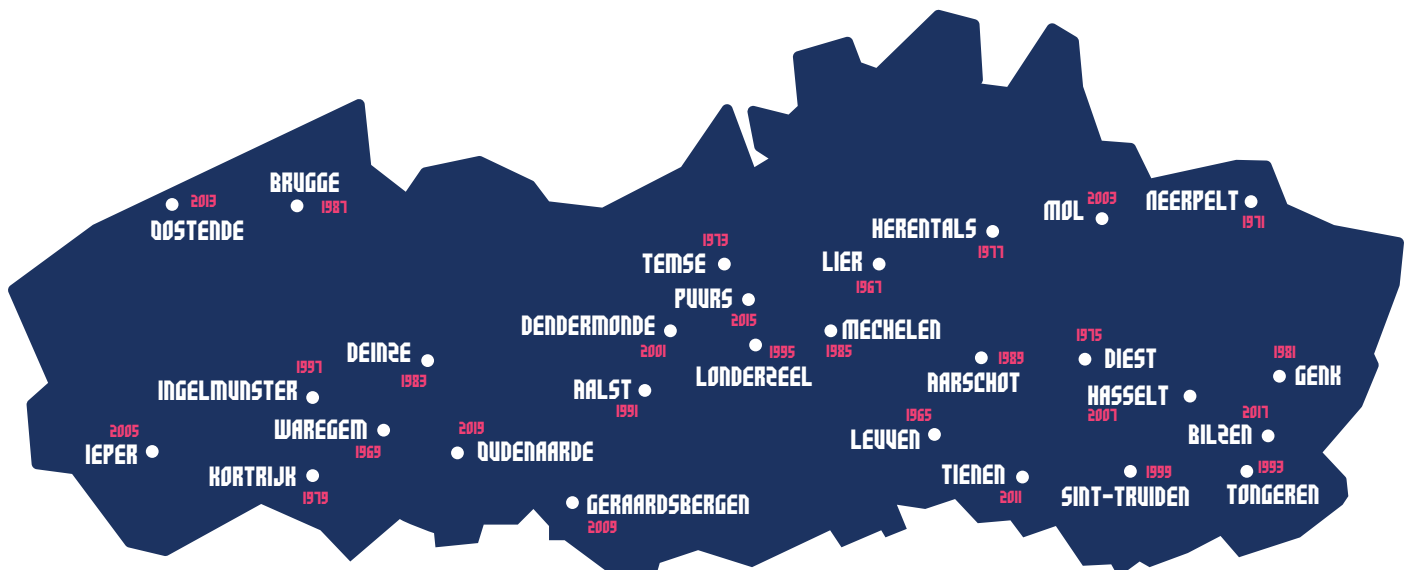 BRUGGE
1987
2013
OOSTENDE
MOL
2003
NEERPELT
1971
HERENTALS
1977
1973
TEMSE
LIER
1967
PUURS
2015
DENDERMONDE
2001
MECHELEN
1985
1995
LONDERZEEL
DEINZE
1983
1997
INGELMUNSTER
AALST
1991
1989
AARSCHOT
1975
DIEST
1981
GENK
HASSELT
2007
WAREGEM
1969
2019
OUDENAARDE
2005
IEPER
1965
LEUVEN
2017
BILZEN
KORTRIJK
1979
TIENEN
2011
1999
SINT-TRUIDEN
1993
TONGEREN
GERAARDSBERGEN
2009